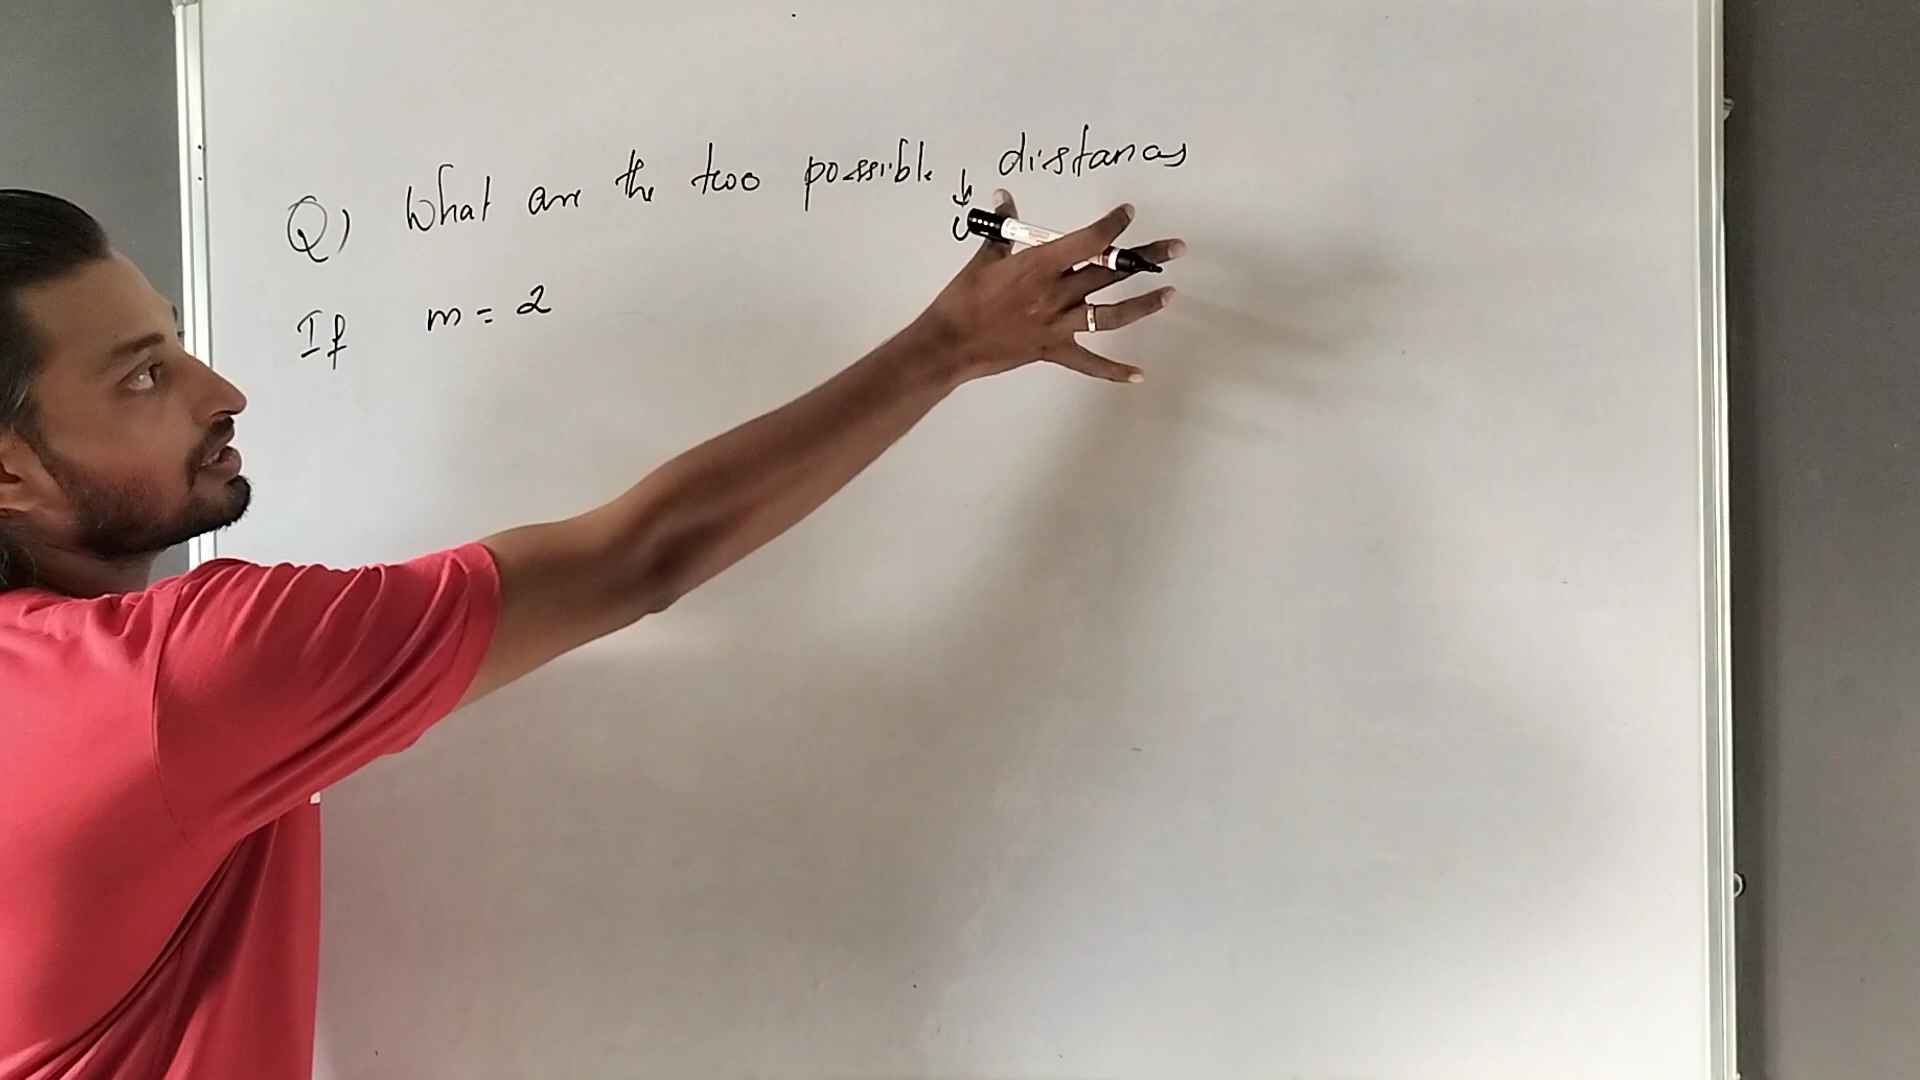 Q) What are the two possible distances
u
If m = 2